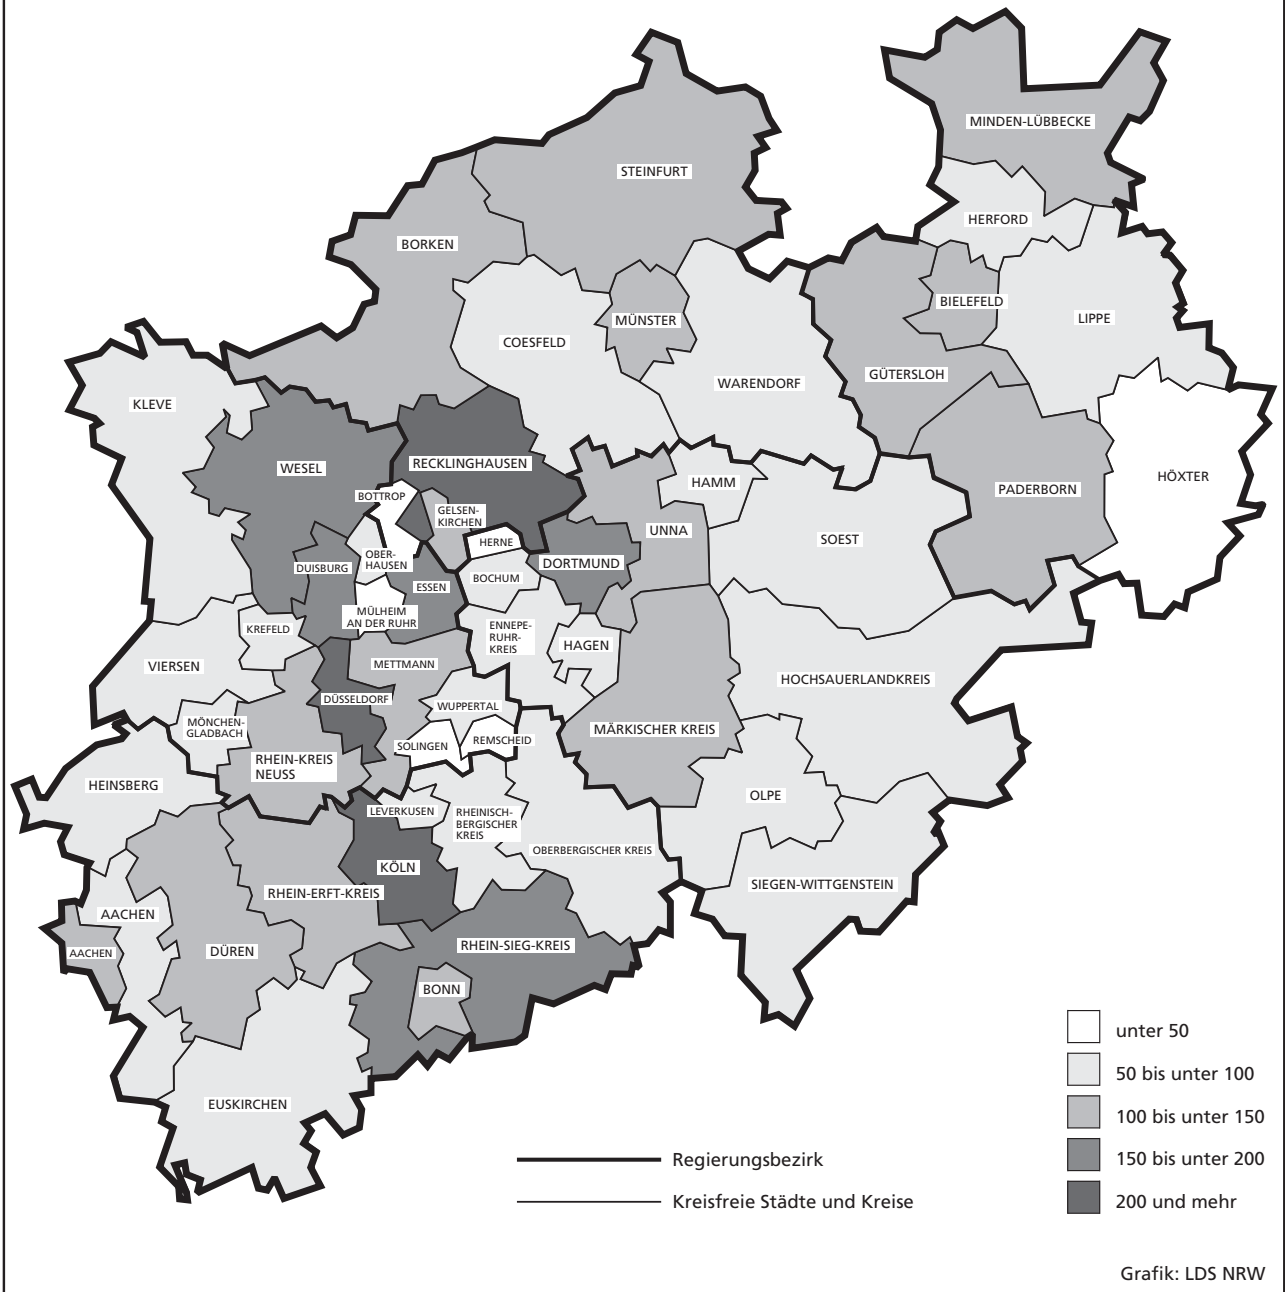 MINDEN-LÜBBECKE
STEINFURT
HERFORD
BORKEN
BIELEFELD
LIPPE
MÜNSTER
COESFELD
GÜTERSLOH
WARENDORF
KLEVE
RECKLINGHAUSEN
WESEL
HÖXTER
HAMM
PADERBORN
BOTTROP
GELSEN-
KIRCHEN
UNNA
SOEST
HERNE
OBER-
HAUSEN
DORTMUND
DUISBURG
BOCHUM
ESSEN
MÜLHEIM
AN DER RUHR
KREFELD
ENNEPE-
RUHR-
KREIS
HAGEN
VIERSEN
METTMANN
HOCHSAUERLANDKREIS
DÜSSELDORF
WUPPERTAL
MÖNCHEN-
GLADBACH
MÄRKISCHER KREIS
REMSCHEID
SOLINGEN
RHEIN-KREIS
NEUSS
HEINSBERG
OLPE
LEVERKUSEN
RHEINISCH-
BERGISCHER
KREIS
OBERBERGISCHER KREIS
KÖLN
SIEGEN-WITTGENSTEIN
RHEIN-ERFT-KREIS
AACHEN
RHEIN-SIEG-KREIS
DÜREN
AACHEN
BONN
EUSKIRCHEN
unter 50
50 bis unter 100
100 bis unter 150
150 bis unter 200
200 und mehr
Regierungsbezirk
Kreisfreie Städte und Kreise
Grafik: LDS NRW